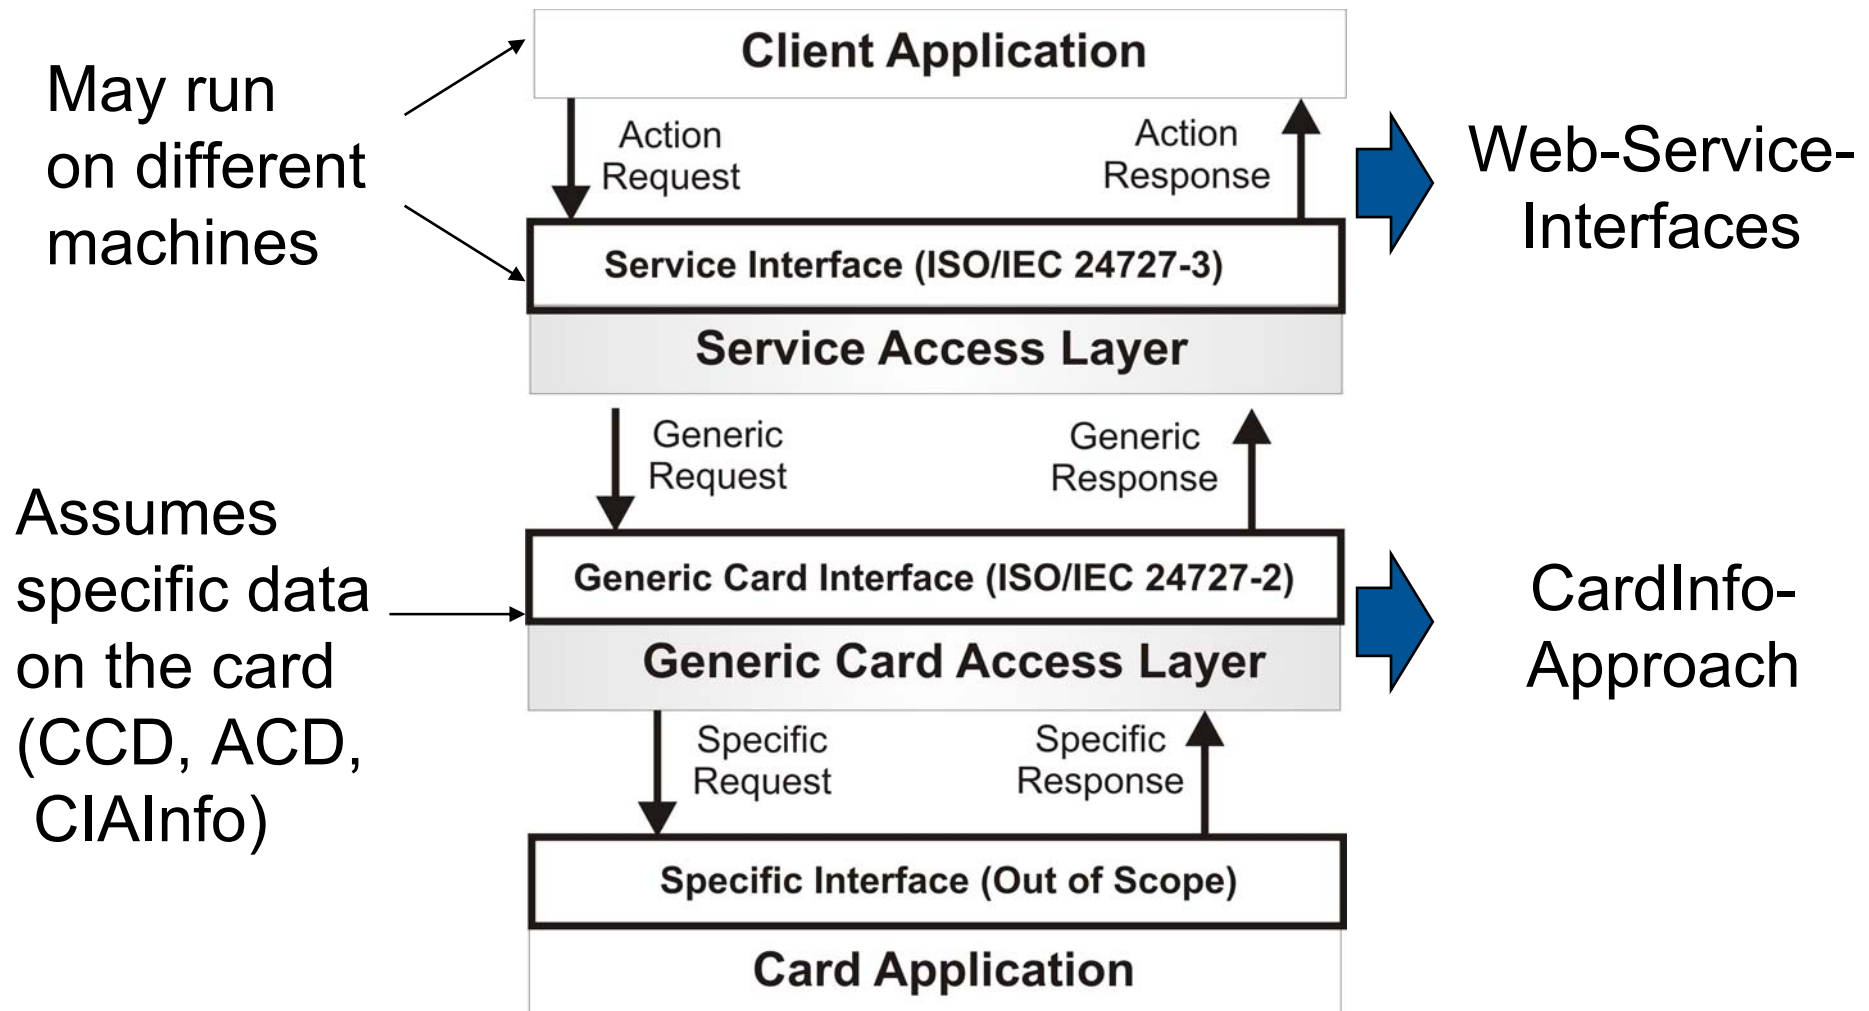 Client Application
May run
on different
machines
Action
Request
Action
Response
Web-Service-
Interfaces
Service Interface (ISO/IEC 24727-3)
Service Access Layer
Generic
Request
Generic
Response
Assumes
specific data
on the card
(CCD, ACD,
CIAInfo)
Generic Card Interface (ISO/IEC 24727-2)
Generic Card Access Layer
CardInfo-
Approach
Specific
Request
Specific
Response
Specific Interface (Out of Scope)
Card Application